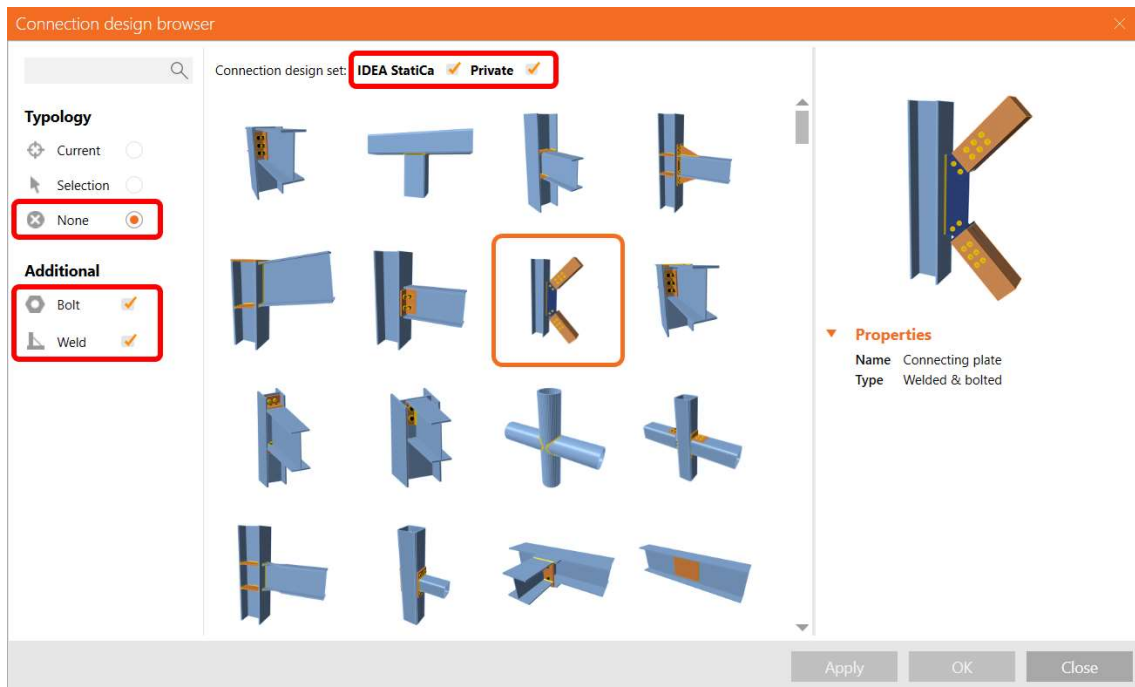 Connection design browser
Connection design set: IDEA StatiCa Private
Typology
Current
Selection
None
Additional
Bolt
Weld
Properties
Name Connecting plate
Type Welded & bolted
Apply OK Close